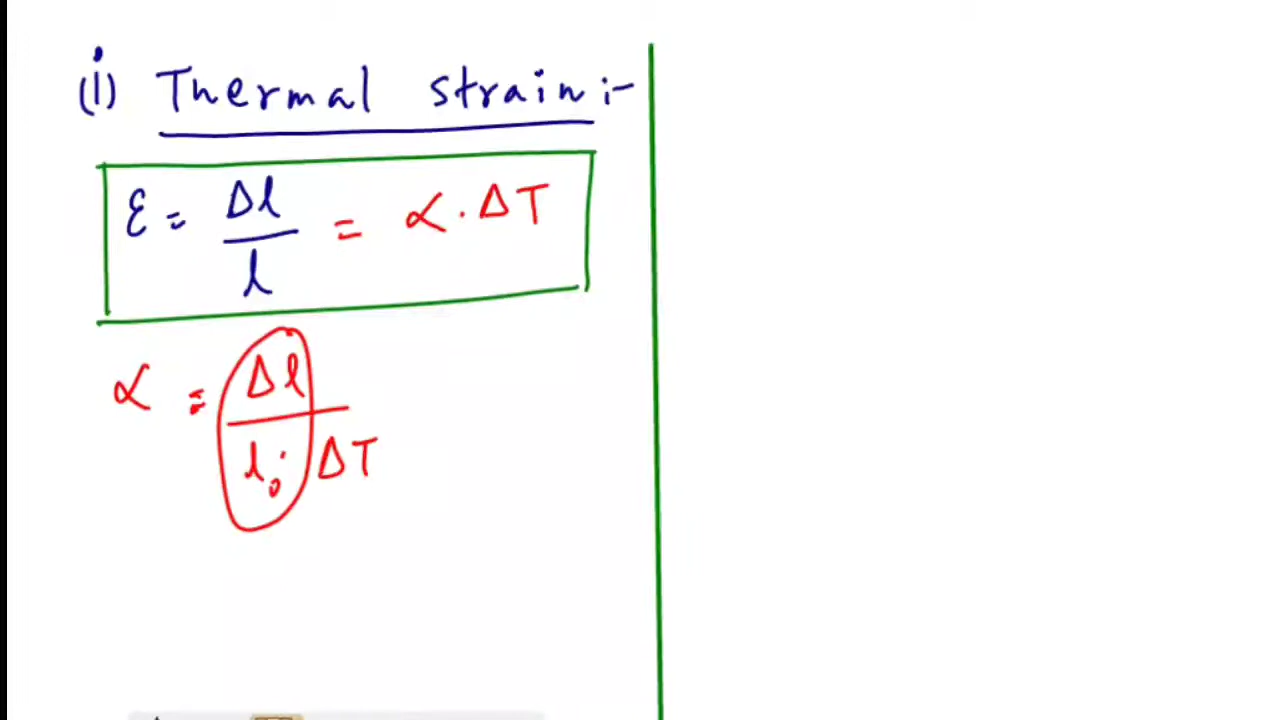 (i) Thermal strain :-
ε = Δl / l = α . ΔT
α = Δl / l₀ . ΔT